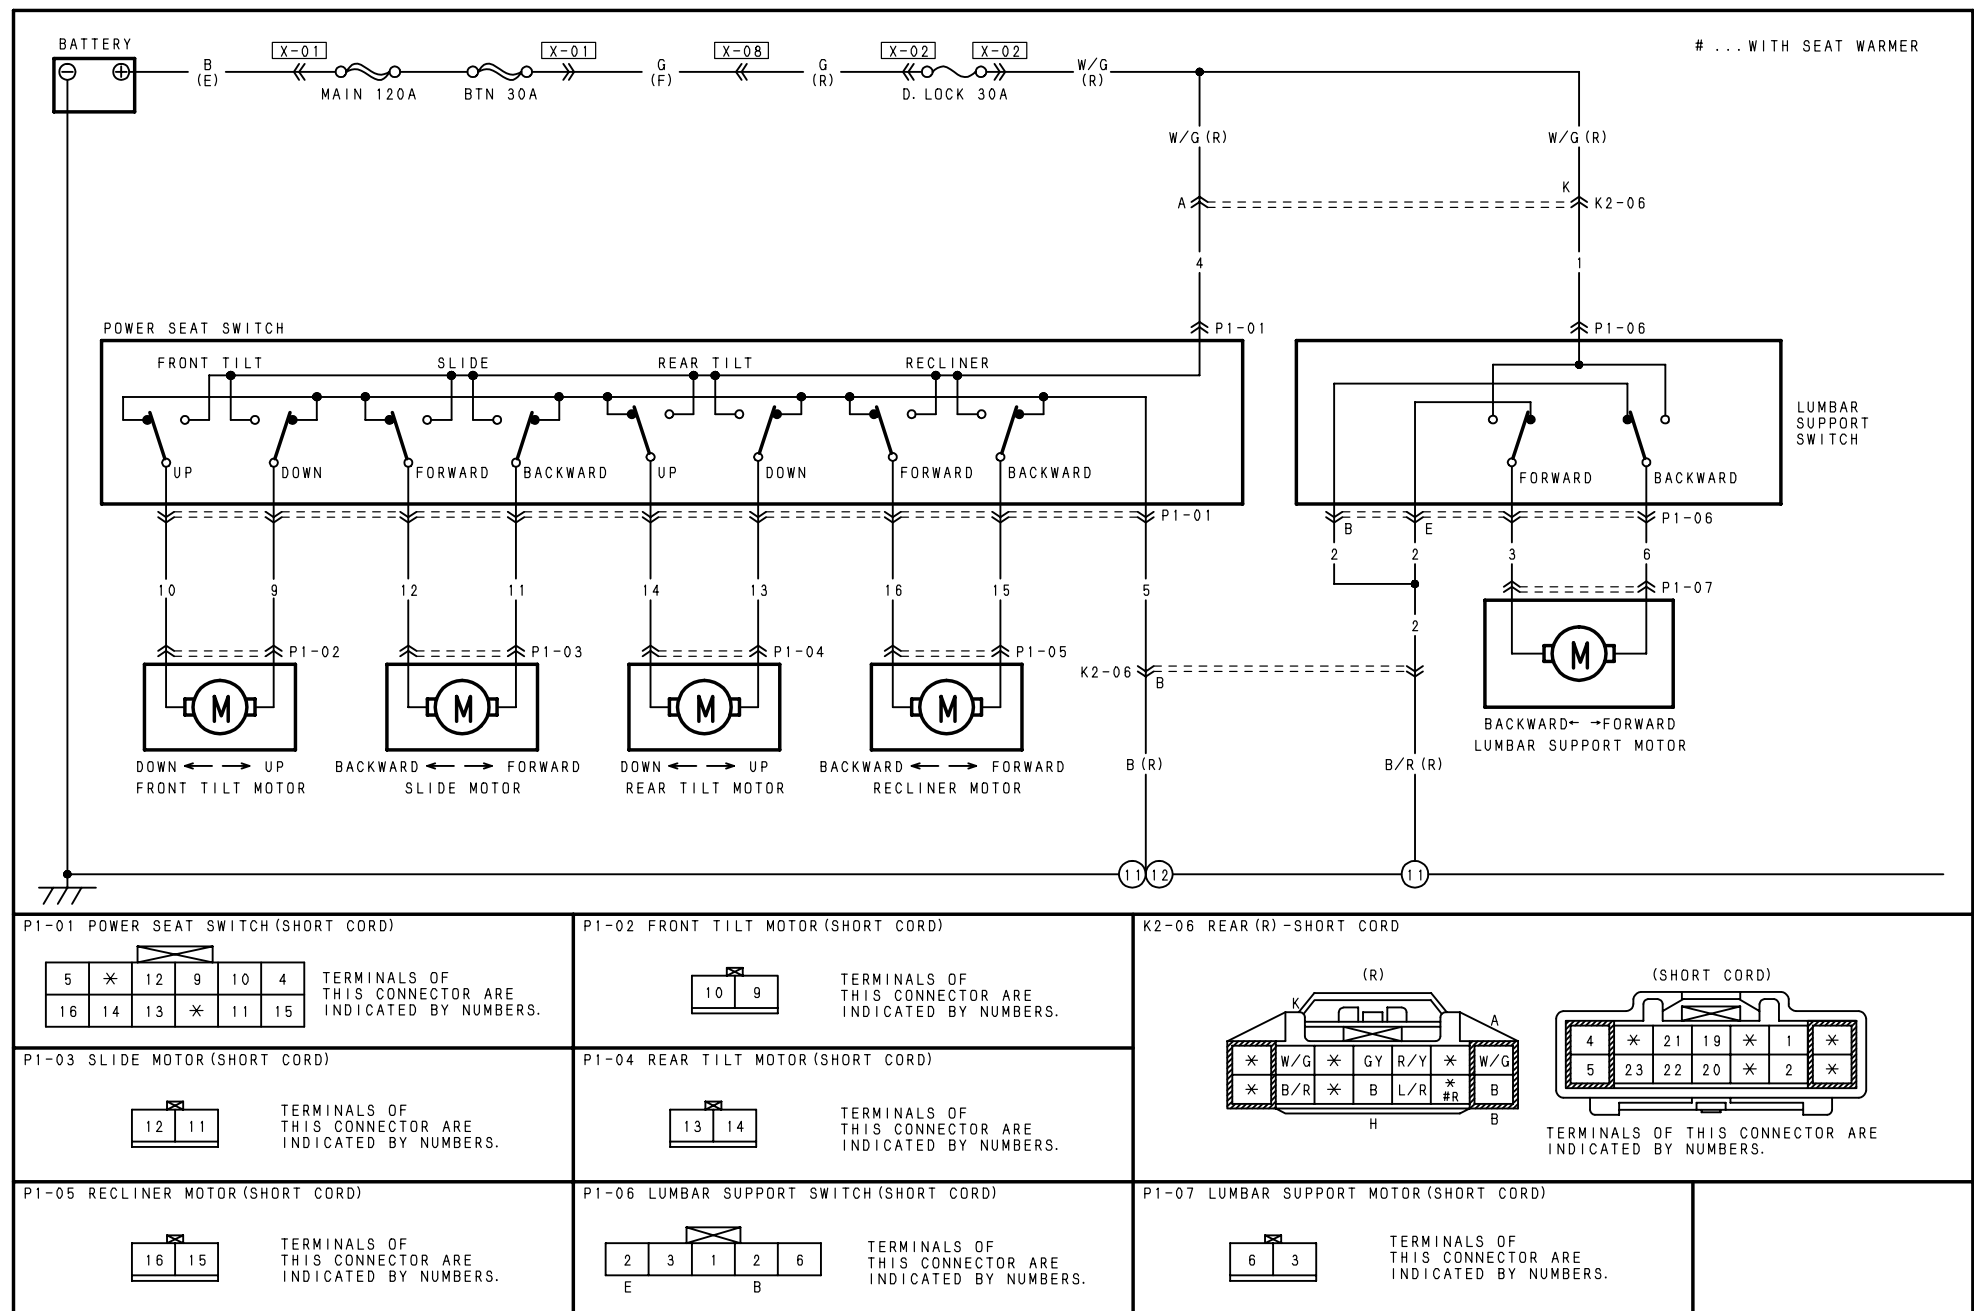 BATTERY
# ...WITH SEAT WARMER
X-01 X-01 X-08 X-02 X-02
B G G W/G
(E) (F) (R) (R)
MAIN 120A BTN 30A D. LOCK 30A
W/G (R) W/G (R)
K
A K2-06
4 1
POWER SEAT SWITCH P1-01 P1-06
FRONT TILT SLIDE REAR TILT RECLINER
LUMBAR
SUPPORT
SWITCH
UP DOWN FORWARD BACKWARD UP DOWN FORWARD BACKWARD
FORWARD BACKWARD
P1-01 P1-06
B E
2 2 3 6
10 9 12 11 14 13 16 15 5
P1-07
2
P1-02 P1-03 P1-04 P1-05
K2-06 B
M M M M M
BACKWARD← →FORWARD
LUMBAR SUPPORT MOTOR
DOWN ← → UP BACKWARD ← → FORWARD DOWN ← → UP BACKWARD ← → FORWARD
B (R) B/R (R)
FRONT TILT MOTOR SLIDE MOTOR REAR TILT MOTOR RECLINER MOTOR
11 12 11
P1-01 POWER SEAT SWITCH (SHORT CORD)
5 * 12 9 10 4
16 14 13 * 11 15
TERMINALS OF
THIS CONNECTOR ARE
INDICATED BY NUMBERS.
P1-02 FRONT TILT MOTOR (SHORT CORD)
10 9
TERMINALS OF
THIS CONNECTOR ARE
INDICATED BY NUMBERS.
K2-06 REAR (R) -SHORT CORD
(R)
K
A
* W/G * GY R/Y * W/G
* B/R * B L/R * B
#R
H B
(SHORT CORD)
4 * 21 19 * 1 *
5 23 22 20 * 2 *
TERMINALS OF THIS CONNECTOR ARE
INDICATED BY NUMBERS.
P1-03 SLIDE MOTOR (SHORT CORD)
12 11
TERMINALS OF
THIS CONNECTOR ARE
INDICATED BY NUMBERS.
P1-04 REAR TILT MOTOR (SHORT CORD)
13 14
TERMINALS OF
THIS CONNECTOR ARE
INDICATED BY NUMBERS.
P1-05 RECLINER MOTOR (SHORT CORD)
16 15
TERMINALS OF
THIS CONNECTOR ARE
INDICATED BY NUMBERS.
P1-06 LUMBAR SUPPORT SWITCH (SHORT CORD)
2 3 1 2 6
E B
TERMINALS OF
THIS CONNECTOR ARE
INDICATED BY NUMBERS.
P1-07 LUMBAR SUPPORT MOTOR (SHORT CORD)
6 3
TERMINALS OF
THIS CONNECTOR ARE
INDICATED BY NUMBERS.